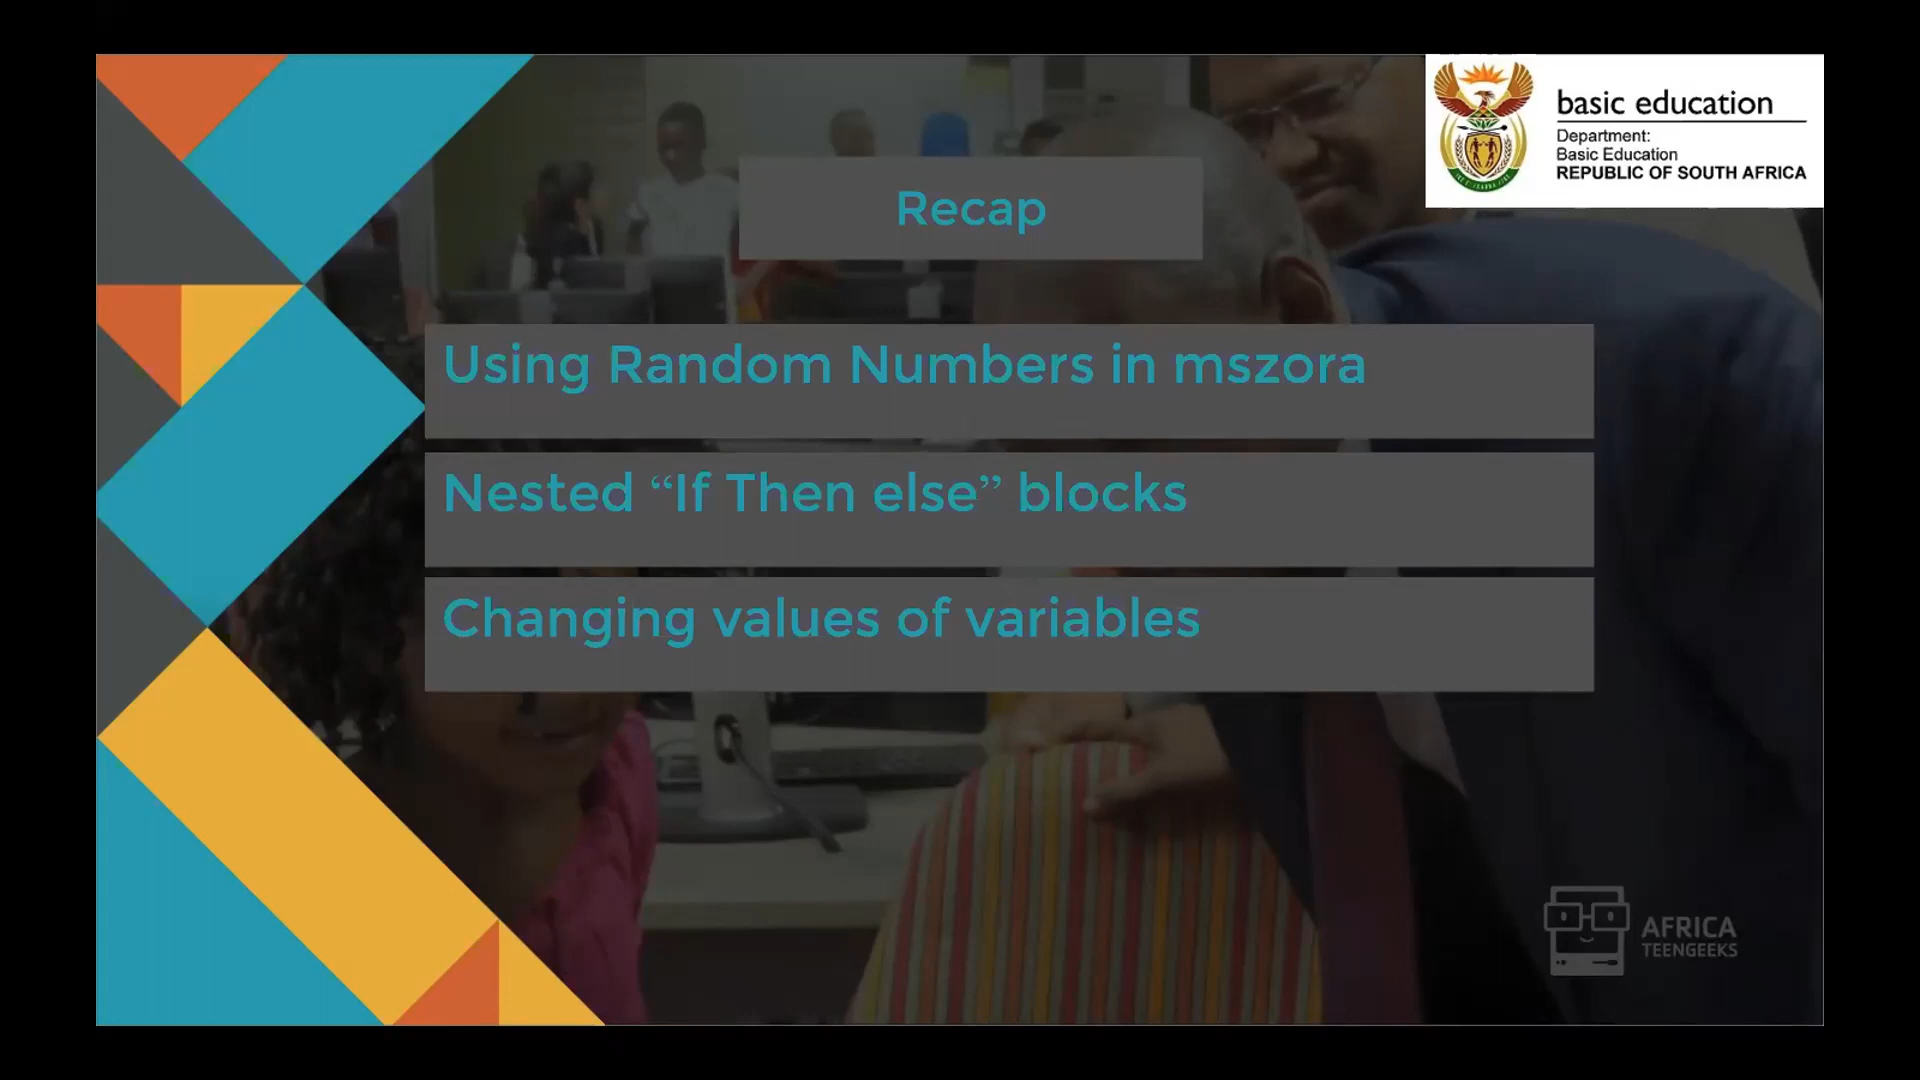 basic education
Department:
Basic Education
REPUBLIC OF SOUTH AFRICA
Recap
Using Random Numbers in mszora
Nested “If Then else” blocks
Changing values of variables
AFRICA
TEENGEEKS